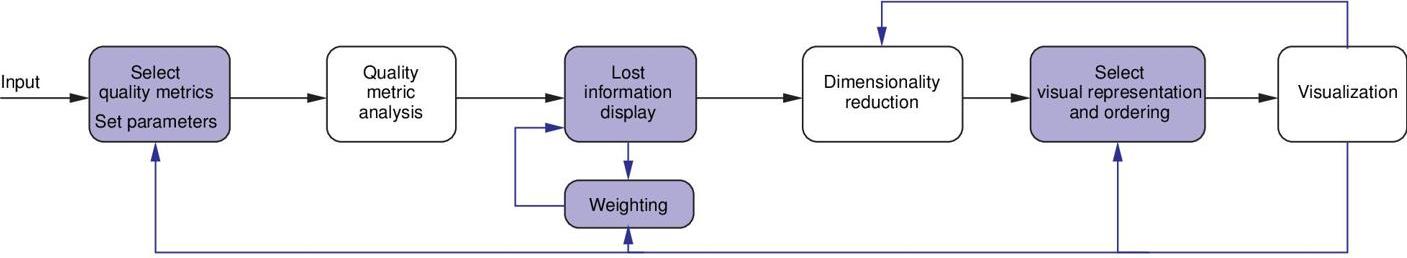 Input
Select
quality metrics
Set parameters
Quality
metric
analysis
Lost
information
display
Weighting
Dimensionality
reduction
Select
visual representation
and ordering
Visualization